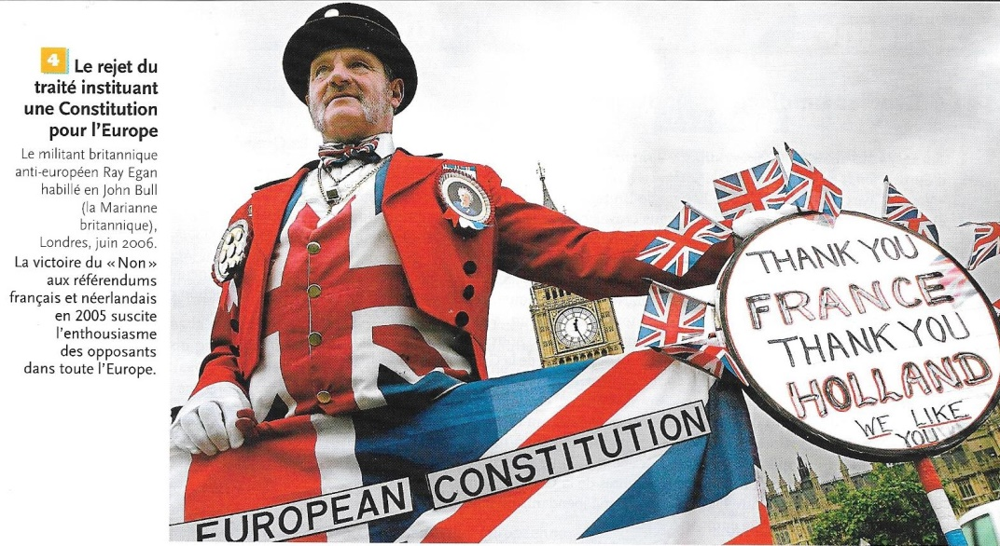 4 Le rejet du
traité instituant
une Constitution
pour l'Europe
Le militant britannique
anti-européen Ray Egan
habillé en John Bull
(la Marianne
britannique),
Londres, juin 2006.
La victoire du « Non »
aux référendums
français et néerlandais
en 2005 suscite
l'enthousiasme
des opposants
dans toute l'Europe.
THANK YOU
FRANCE
THANK YOU
HOLLAND
WE LIKE
YOU
EUROPEAN CONSTITUTION